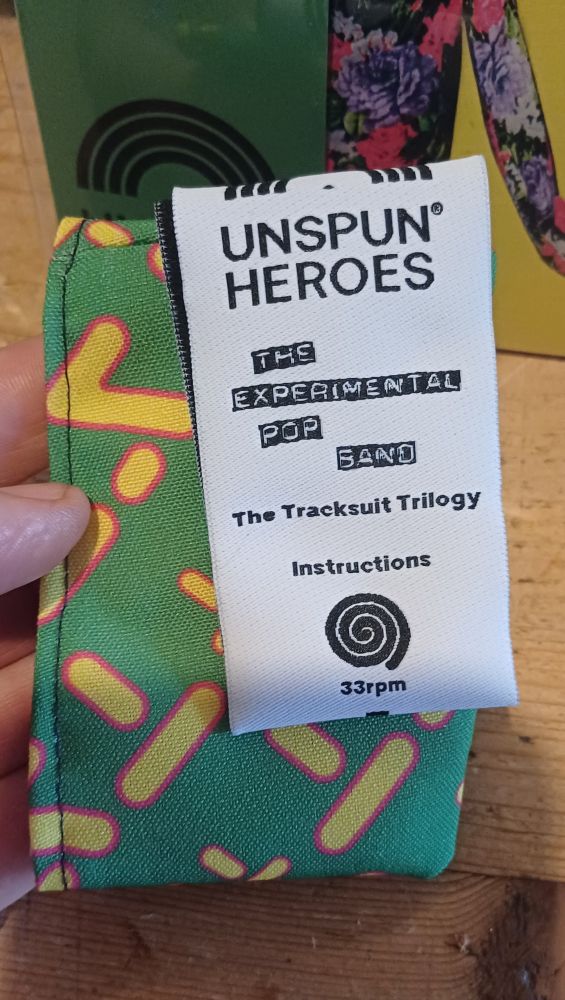 UNSPUN®
HEROES
THE
EXPERIMENTAL
POP
BAND
The Tracksuit Trilogy
Instructions
33rpm